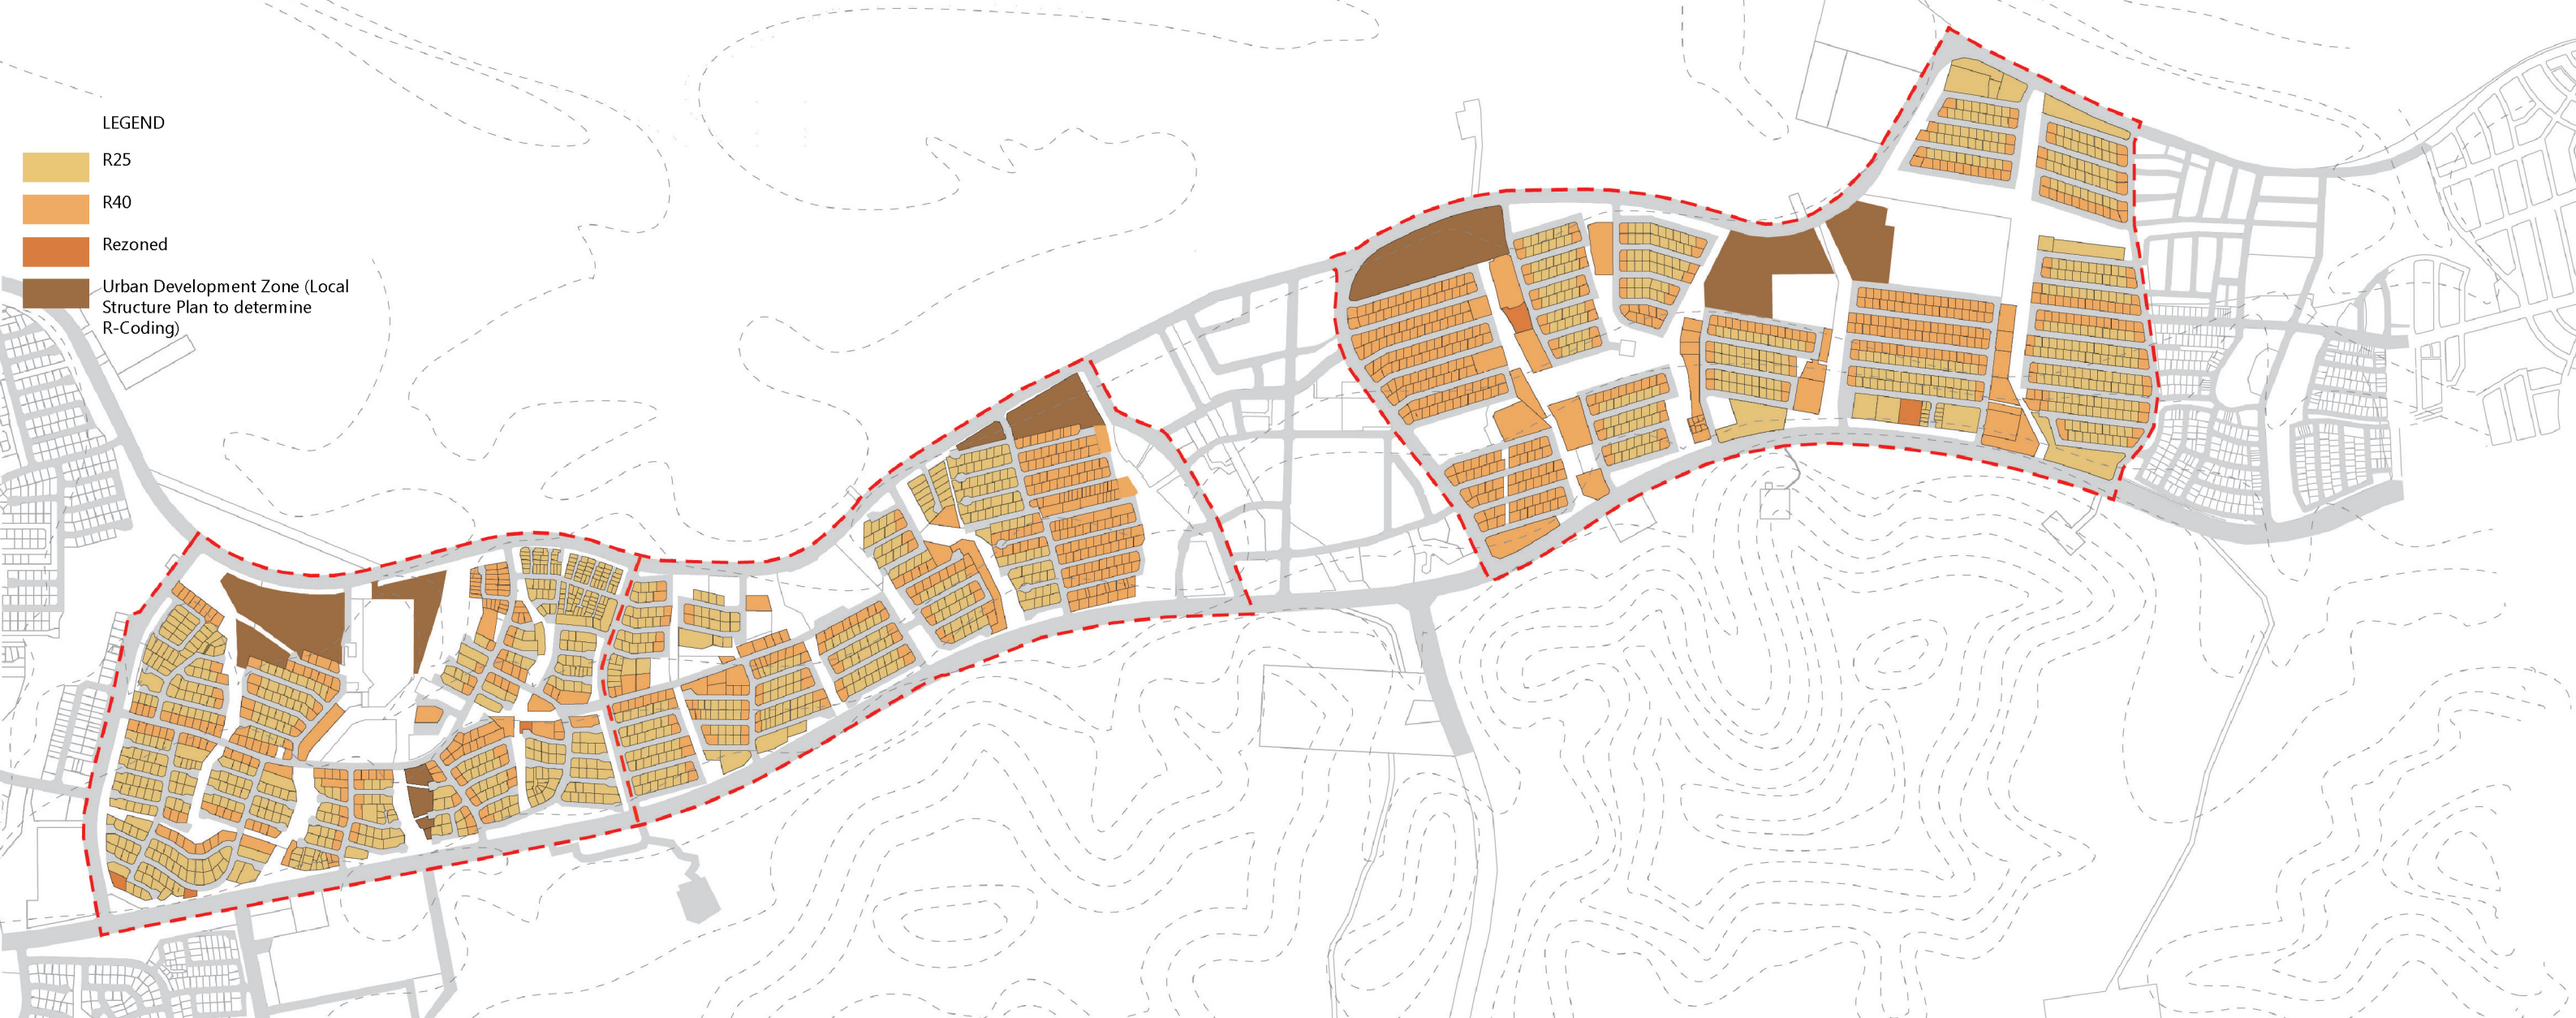 LEGEND
R25
R40
Rezoned
Urban Development Zone (Local
Structure Plan to determine
R-Coding)